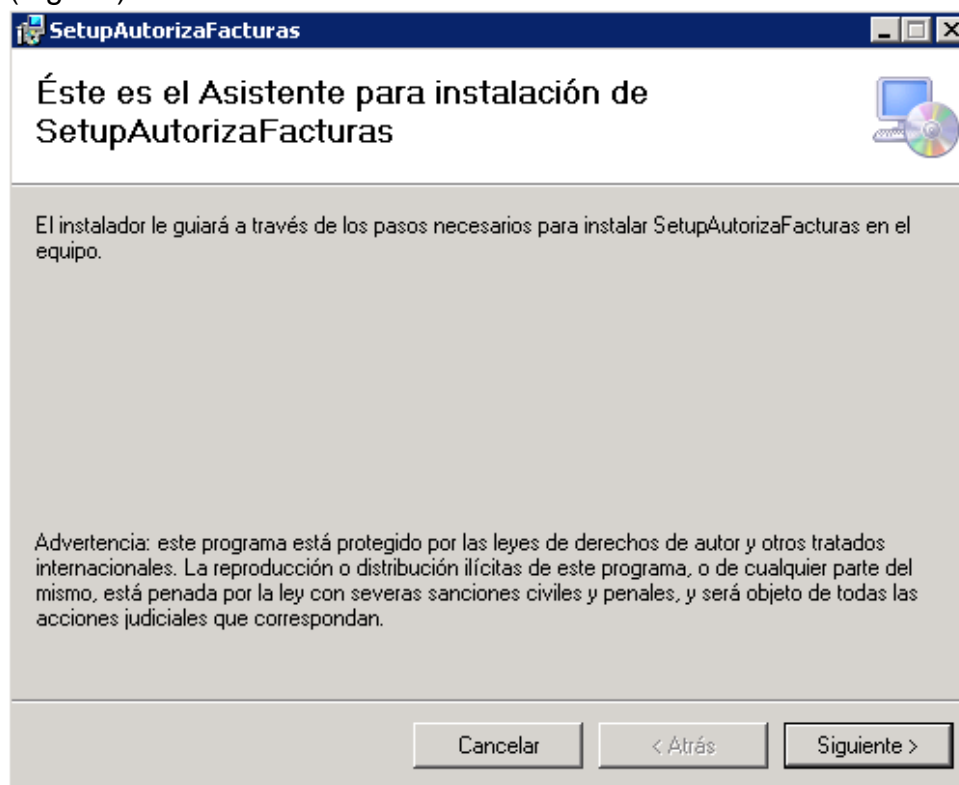 SetupAutorizaFacturas
Éste es el Asistente para instalación de
SetupAutorizaFacturas
El instalador le guiará a través de los pasos necesarios para instalar SetupAutorizaFacturas en el
equipo.
Advertencia: este programa está protegido por las leyes de derechos de autor y otros tratados
internacionales. La reproducción o distribución ilícitas de este programa, o de cualquier parte del
mismo, está penada por la ley con severas sanciones civiles y penales, y será objeto de todas las
acciones judiciales que correspondan.
Cancelar
< Atrás
Siguiente >